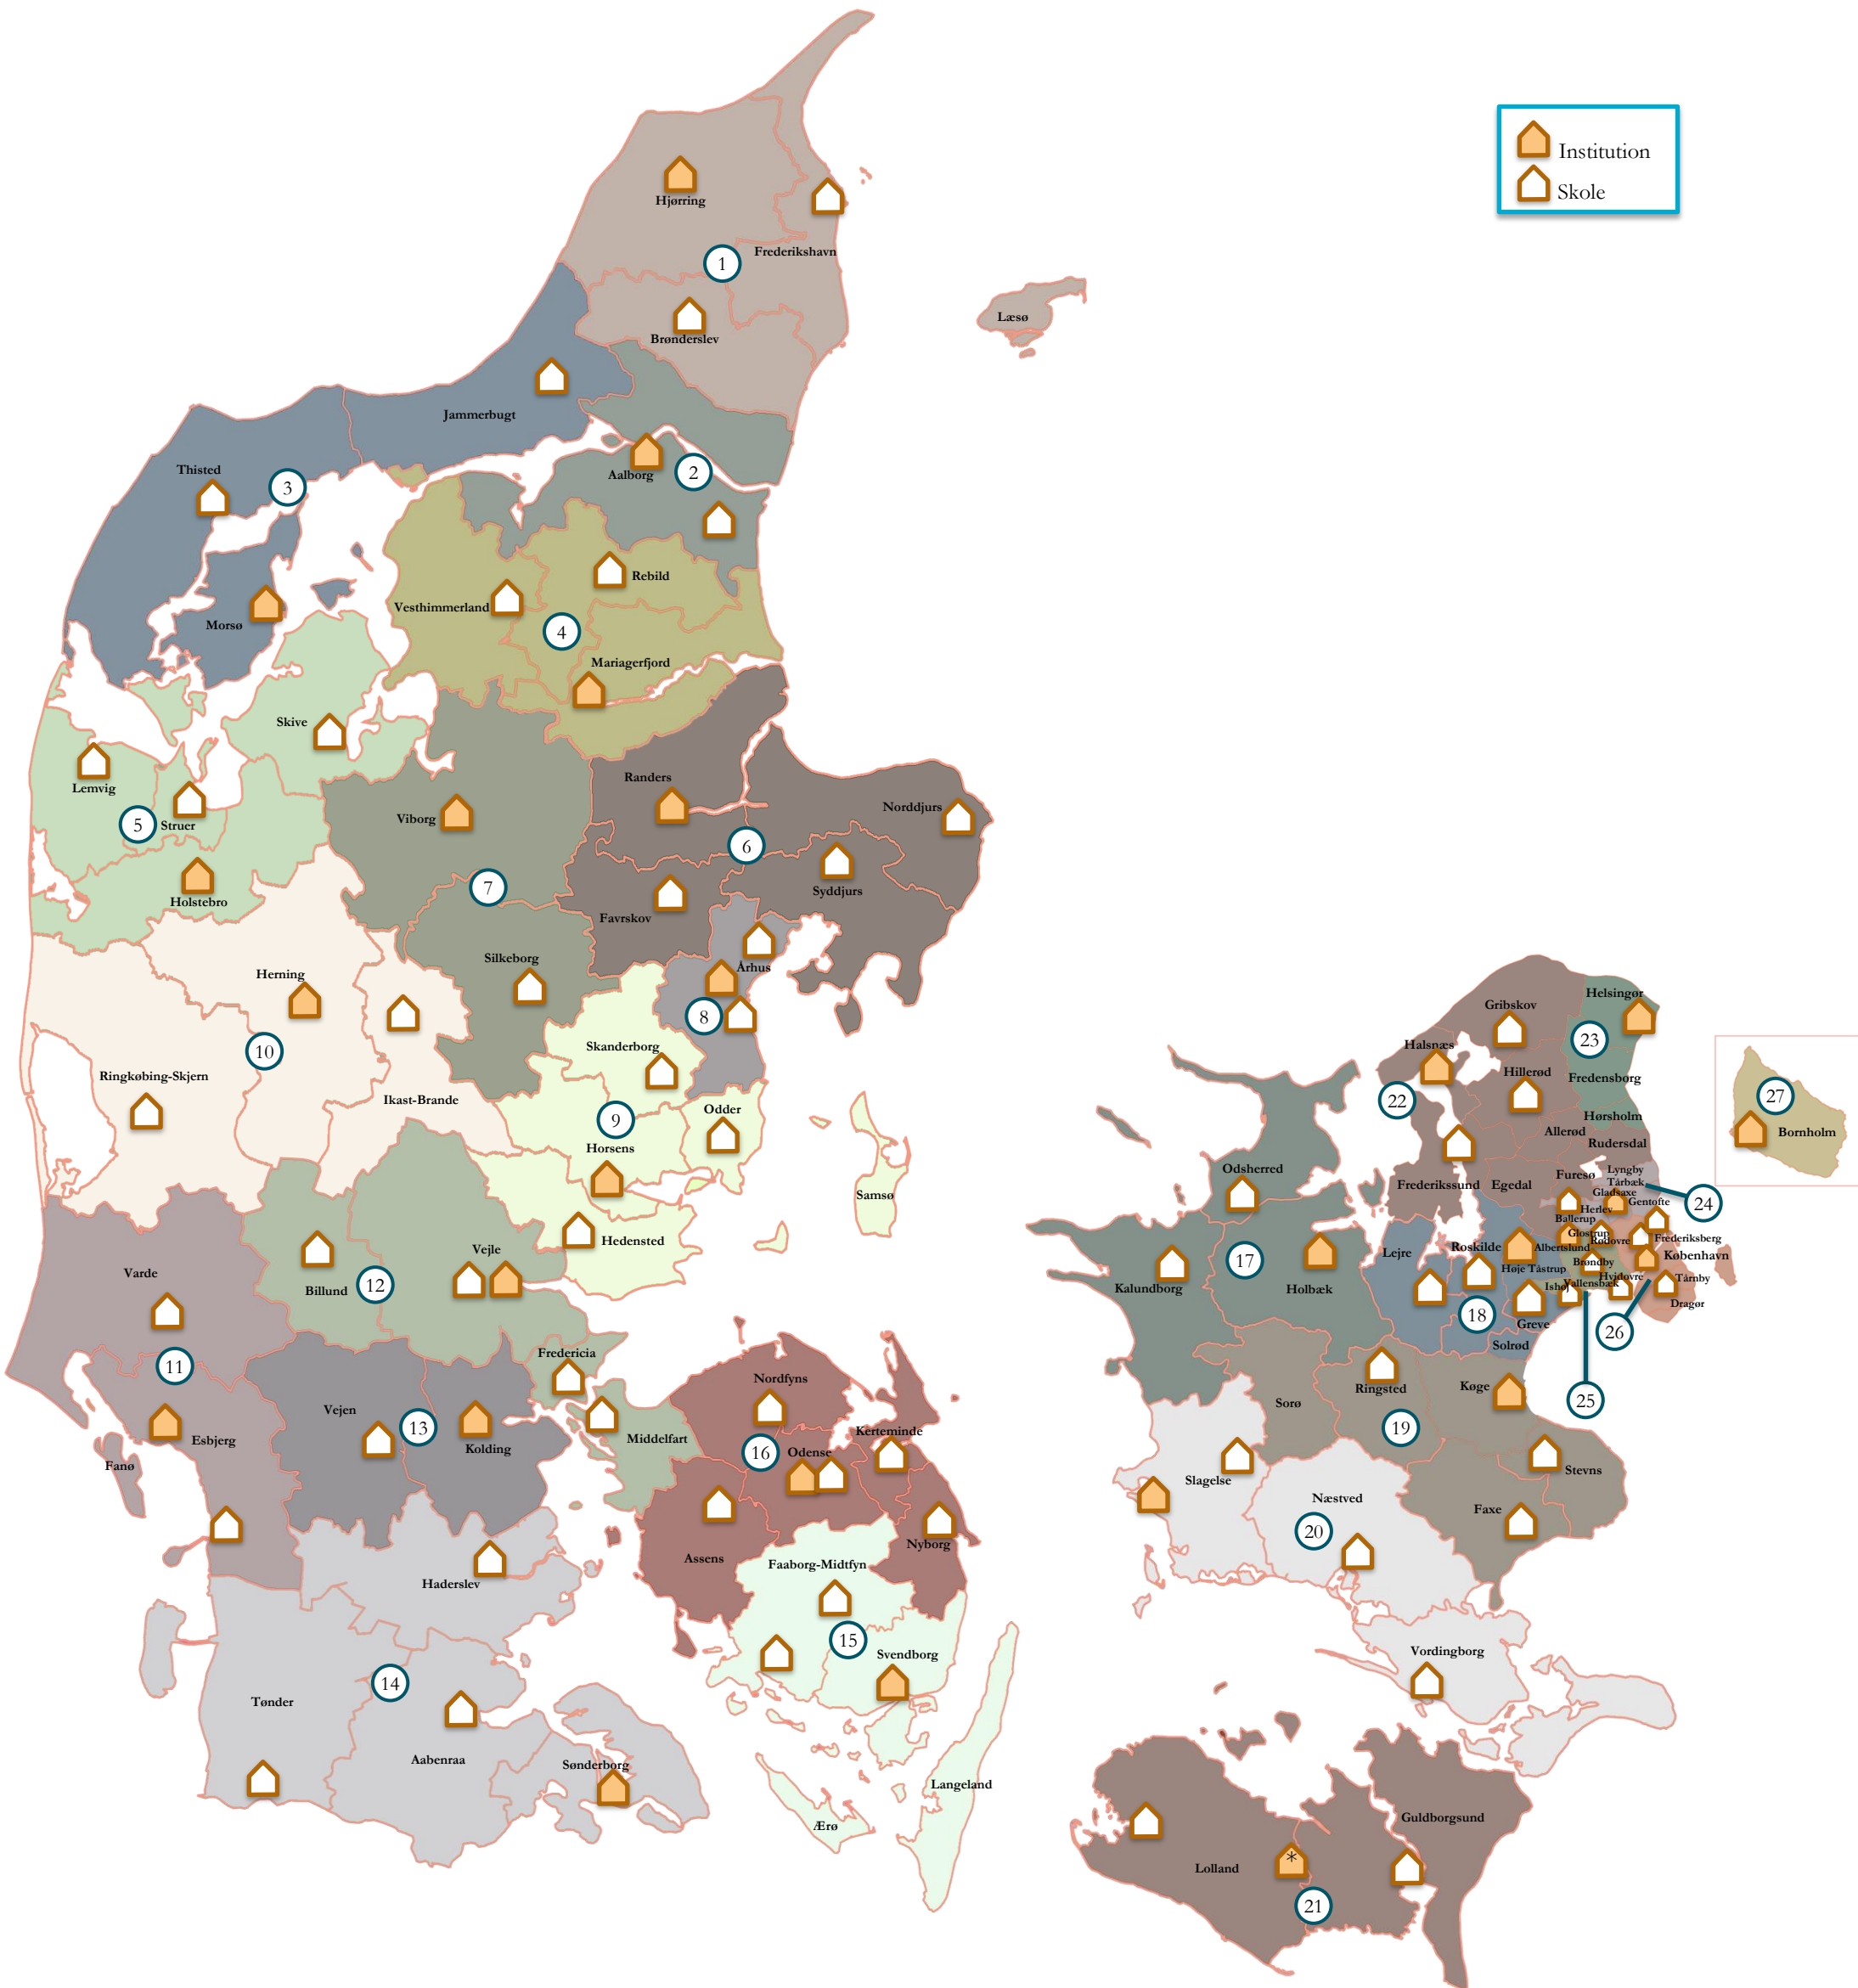 Institution
Skole
Hjørring
Frederikshavn
1
Læsø
Brønderslev
Jammerbugt
Thisted
3
Aalborg
2
Rebild
Vesthimmerland
4
Morsø
Mariagerfjord
Skive
Lemvig
5
Struer
Holstebro
Viborg
7
Randers
Norddjurs
6
Syddjurs
Favrskov
Århus
8
Silkeborg
Herning
10
Ringkøbing-Skjern
Ikast-Brande
Skanderborg
Odder
9
Horsens
Samsø
Hedensted
Vejle
Billund
12
Varde
11
Esbjerg
Fanø
Fredericia
Vejen
13
Kolding
Middelfart
Nordfyns
16
Odense
Kerteminde
Assens
Nyborg
Faaborg-Midtfyn
15
Svendborg
Haderslev
14
Tønder
Aabenraa
Sønderborg
Langeland
Ærø
Helsingør
Gribskov
23
Halsnæs
Hillerød
Fredensborg
22
Hørsholm
Allerød
Rudersdal
27
Bornholm
Odsherred
Frederikssund
Egedal
Furesø
Lyngby
Tårbæk
Gladsaxe
Gentofte
24
Herlev
Ballerup
Glostrup
Rødovre
Frederiksberg
København
Albertslund
Brøndby
Høje Tåstrup
Hvidovre
Tårnby
Vallensbæk
Ishøj
Dragør
17
Kalundborg
Holbæk
Lejre
Roskilde
18
Greve
Solrød
26
25
Ringsted
Køge
Sorø
19
Stevns
Slagelse
Næstved
Faxe
20
Vordingborg
Guldborgsund
Lolland
*
21